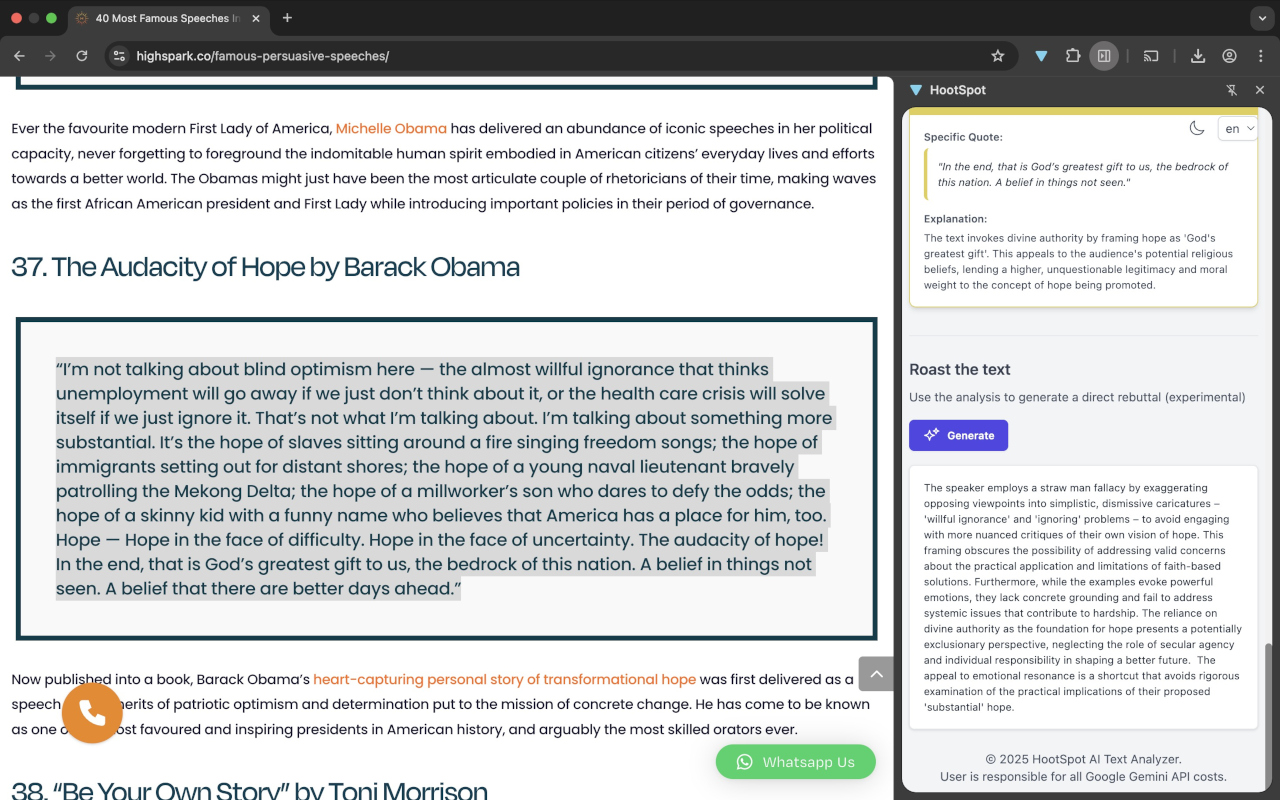 40 Most Famous Speeches In
highspark.co/famous-persuasive-speeches/
Ever the favourite modern First Lady of America, Michelle Obama has delivered an abundance of iconic speeches in her political
capacity, never forgetting to foreground the indomitable human spirit embodied in American citizens’ everyday lives and efforts
towards a better world. The Obamas might just have been the most articulate couple of rhetoricians of their time, making waves
as the first African American president and First Lady while introducing important policies in their period of governance.
37. The Audacity of Hope by Barack Obama
“I’m not talking about blind optimism here — the almost willful ignorance that thinks
unemployment will go away if we just don’t think about it, or the health care crisis will solve
itself if we just ignore it. That’s not what I’m talking about. I’m talking about something more
substantial. It’s the hope of slaves sitting around a fire singing freedom songs; the hope of
immigrants setting out for distant shores; the hope of a young naval lieutenant bravely
patrolling the Mekong Delta; the hope of a millworker’s son who dares to defy the odds; the
hope of a skinny kid with a funny name who believes that America has a place for him, too.
Hope — Hope in the face of difficulty. Hope in the face of uncertainty. The audacity of hope!
In the end, that is God’s greatest gift to us, the bedrock of this nation. A belief in things not
seen. A belief that there are better days ahead.”
Now published into a book, Barack Obama’s heart-capturing personal story of transformational hope was first delivered as a
speech erits of patriotic optimism and determination put to the mission of concrete change. He has come to be known
as one o ost favoured and inspiring presidents in American history, and arguably the most skilled orators ever.
Whatsapp Us
38. “Be Your Own Story” by Toni Morrison
HootSpot
en
Specific Quote:
"In the end, that is God's greatest gift to us, the bedrock of
this nation. A belief in things not seen."
Explanation:
The text invokes divine authority by framing hope as 'God's
greatest gift'. This appeals to the audience's potential religious
beliefs, lending a higher, unquestionable legitimacy and moral
weight to the concept of hope being promoted.
Roast the text
Use the analysis to generate a direct rebuttal (experimental)
Generate
The speaker employs a straw man fallacy by exaggerating
opposing viewpoints into simplistic, dismissive caricatures –
'willful ignorance' and 'ignoring' problems – to avoid engaging
with more nuanced critiques of their own vision of hope. This
framing obscures the possibility of addressing valid concerns
about the practical application and limitations of faith-based
solutions. Furthermore, while the examples evoke powerful
emotions, they lack concrete grounding and fail to address
systemic issues that contribute to hardship. The reliance on
divine authority as the foundation for hope presents a potentially
exclusionary perspective, neglecting the role of secular agency
and individual responsibility in shaping a better future. The
appeal to emotional resonance is a shortcut that avoids rigorous
examination of the practical implications of their proposed
'substantial' hope.
© 2025 HootSpot AI Text Analyzer.
User is responsible for all Google Gemini API costs.